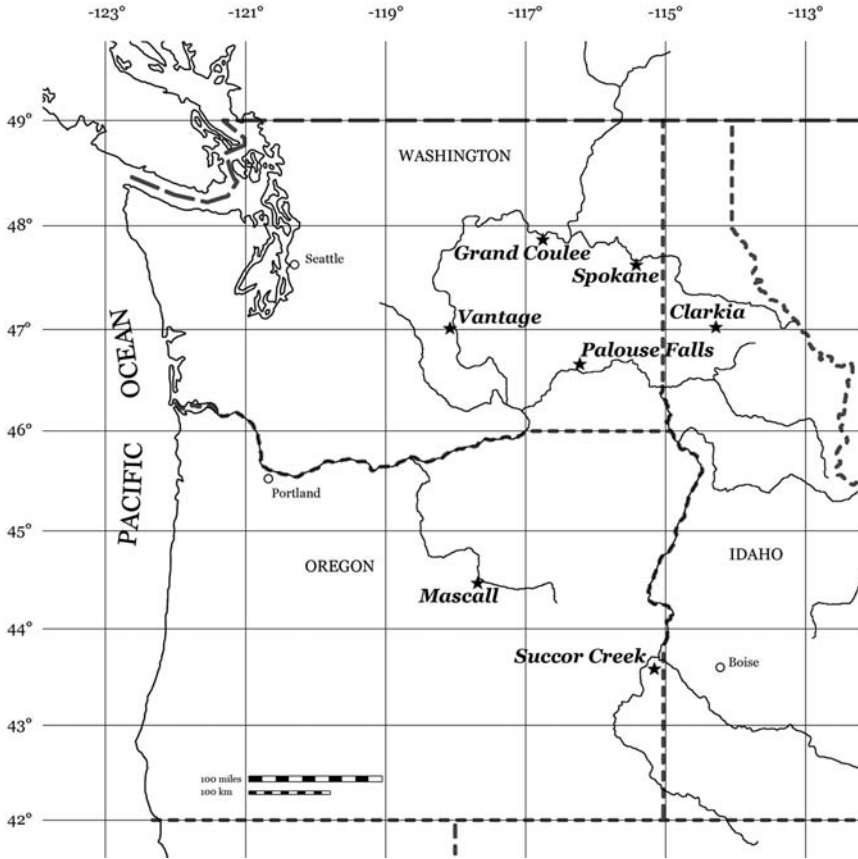 -123° -121° -119° -117° -115° -113°
49°
WASHINGTON
48°
Grand Coulee
Seattle
Spokane
47°
Vantage
Clarkia
Palouse Falls
PACIFIC OCEAN
46°
Portland
45°
OREGON
IDAHO
Mascall
44°
Succor Creek
Boise
43°
100 miles
100 km
42°